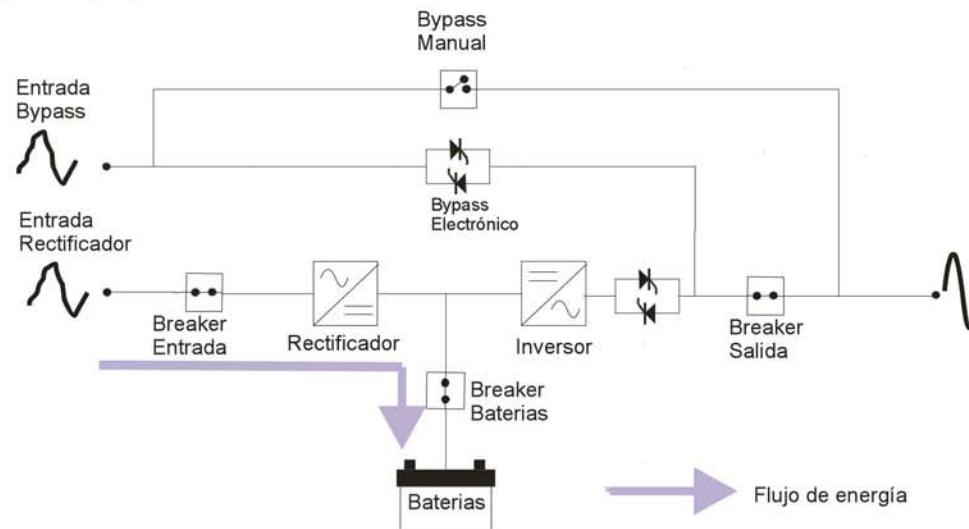 Bypass
Manual
Entrada
Bypass
Bypass
Electrónico
Entrada
Rectificador
Breaker
Entrada
Rectificador
Inversor
Breaker
Salida
Breaker
Baterias
Baterias
Flujo de energía